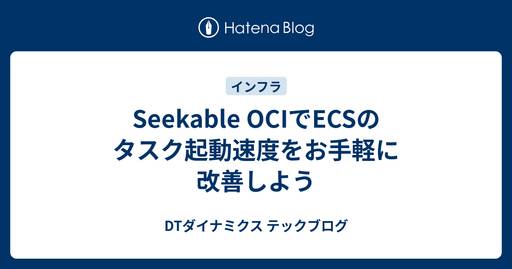 Hatena Blog
インフラ
Seekable OCIでECSの
タスク起動速度をお手軽に
改善しよう
DTダイナミクス テックブログ